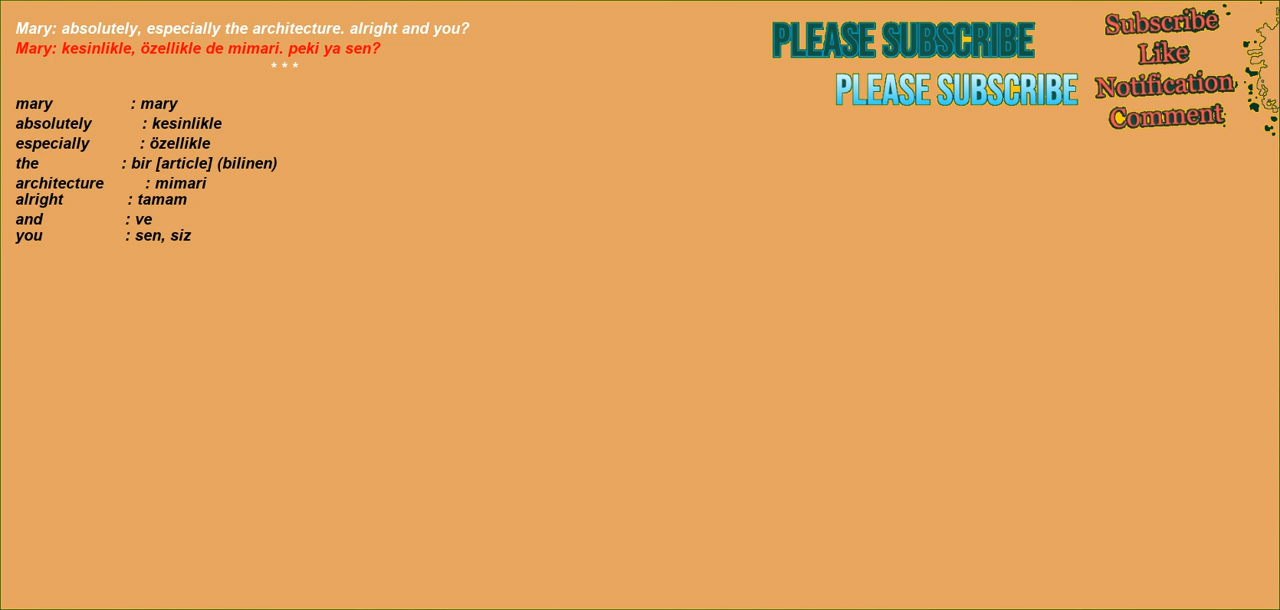 Mary: absolutely, especially the architecture. alright and you?
Mary: kesinlikle, özellikle de mimari. peki ya sen?
* * *
mary : mary
absolutely : kesinlikle
especially : özellikle
the : bir [article] (bilinen)
architecture : mimari
alright : tamam
and : ve
you : sen, siz
PLEASE SUBSCRIBE
PLEASE SUBSCRIBE
Subscribe
Like
Notification
Comment